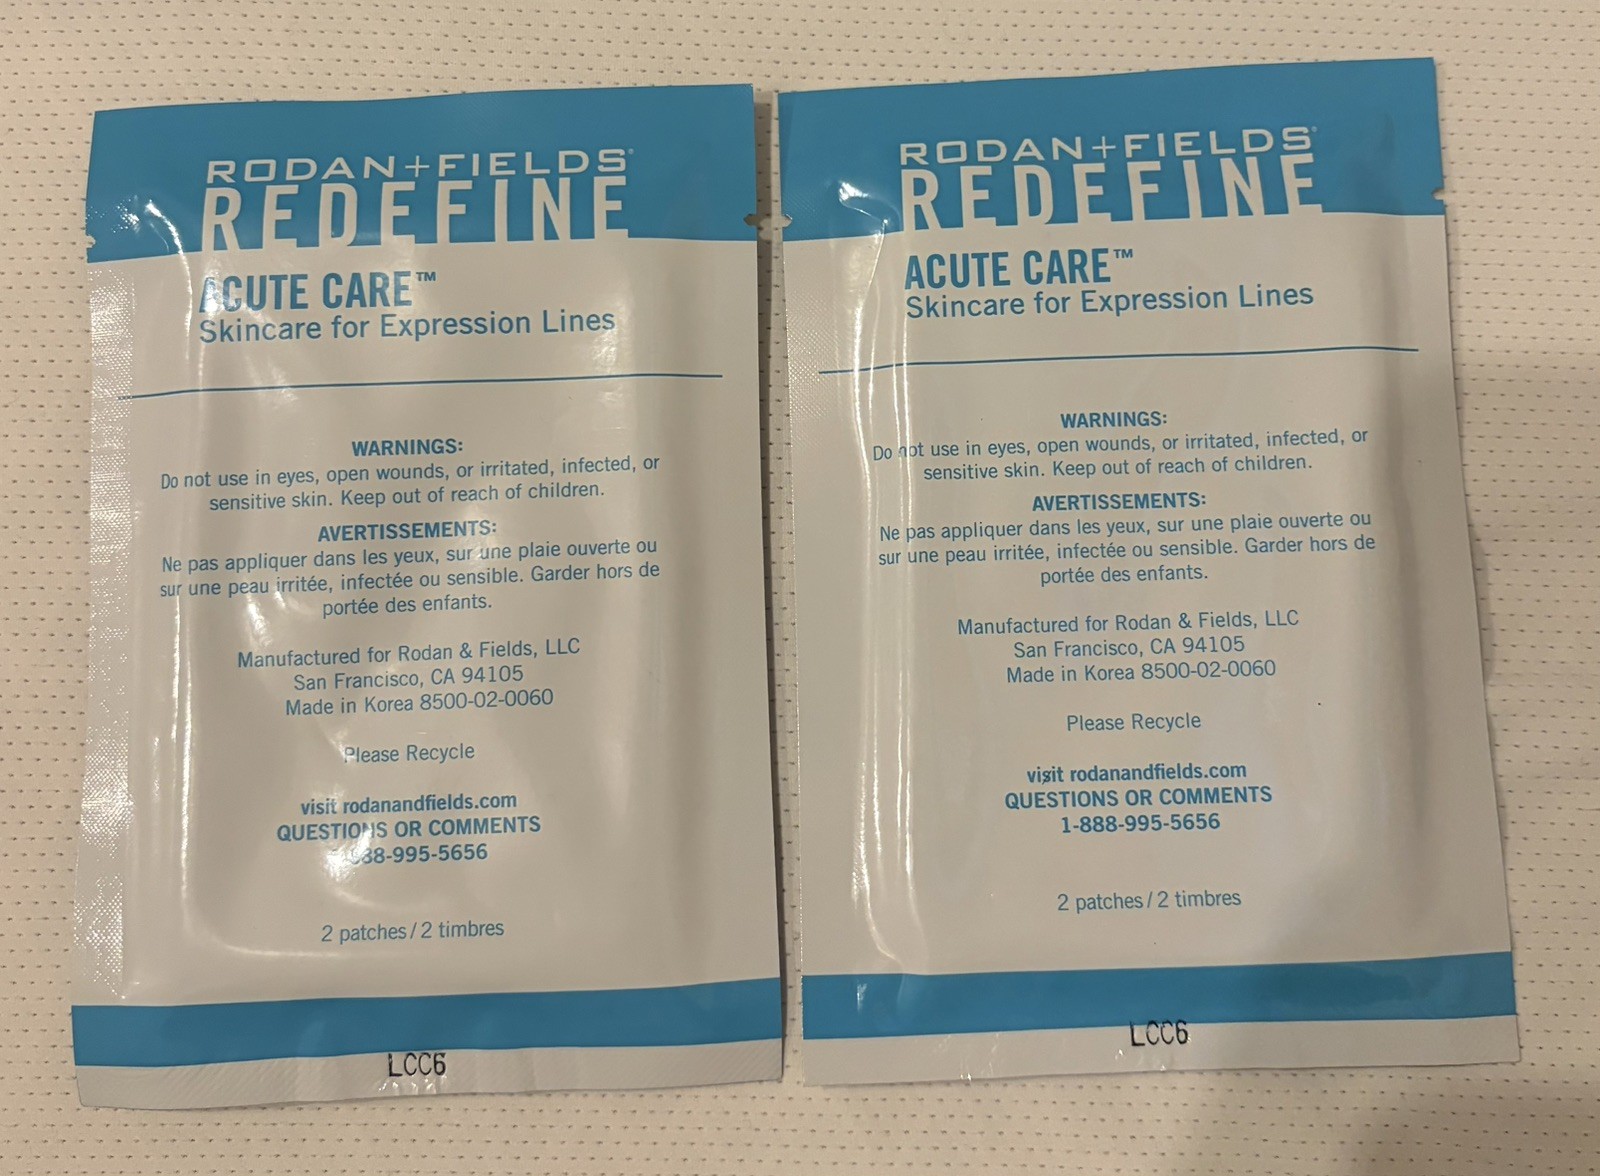 RODAN+FIELDS®
REDEFINE
ACUTE CARE™
Skincare for Expression Lines
WARNINGS:
Do not use in eyes, open wounds, or irritated, infected, or
sensitive skin. Keep out of reach of children.
AVERTISSEMENTS:
Ne pas appliquer dans les yeux, sur une plaie ouverte ou
sur une peau irritée, infectée ou sensible. Garder hors de
portée des enfants.
Manufactured for Rodan & Fields, LLC
San Francisco, CA 94105
Made in Korea 8500-02-0060
Please Recycle
visit rodanandfields.com
QUESTIONS OR COMMENTS
1-888-995-5656
2 patches/2 timbres
LCC6
RODAN+FIELDS®
REDEFINE
ACUTE CARE™
Skincare for Expression Lines
WARNINGS:
Do not use in eyes, open wounds, or irritated, infected, or
sensitive skin. Keep out of reach of children.
AVERTISSEMENTS:
Ne pas appliquer dans les yeux, sur une plaie ouverte ou
sur une peau irritée, infectée ou sensible. Garder hors de
portée des enfants.
Manufactured for Rodan & Fields, LLC
San Francisco, CA 94105
Made in Korea 8500-02-0060
Please Recycle
visit rodanandfields.com
QUESTIONS OR COMMENTS
1-888-995-5656
2 patches/2 timbres
LCC6